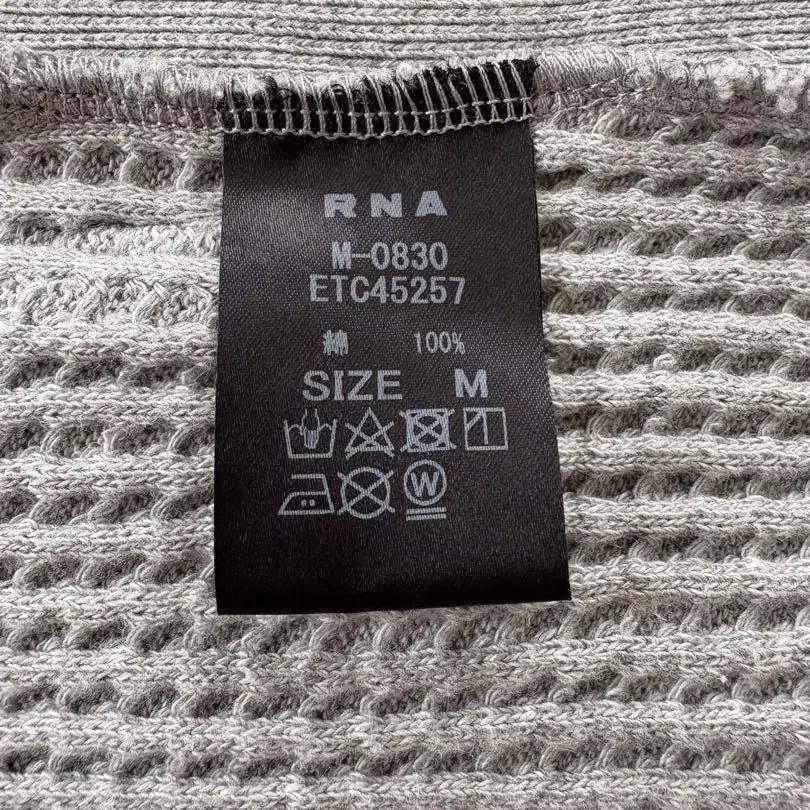 RNA
M-0830
ETC45257
綿 100%
SIZE M
W